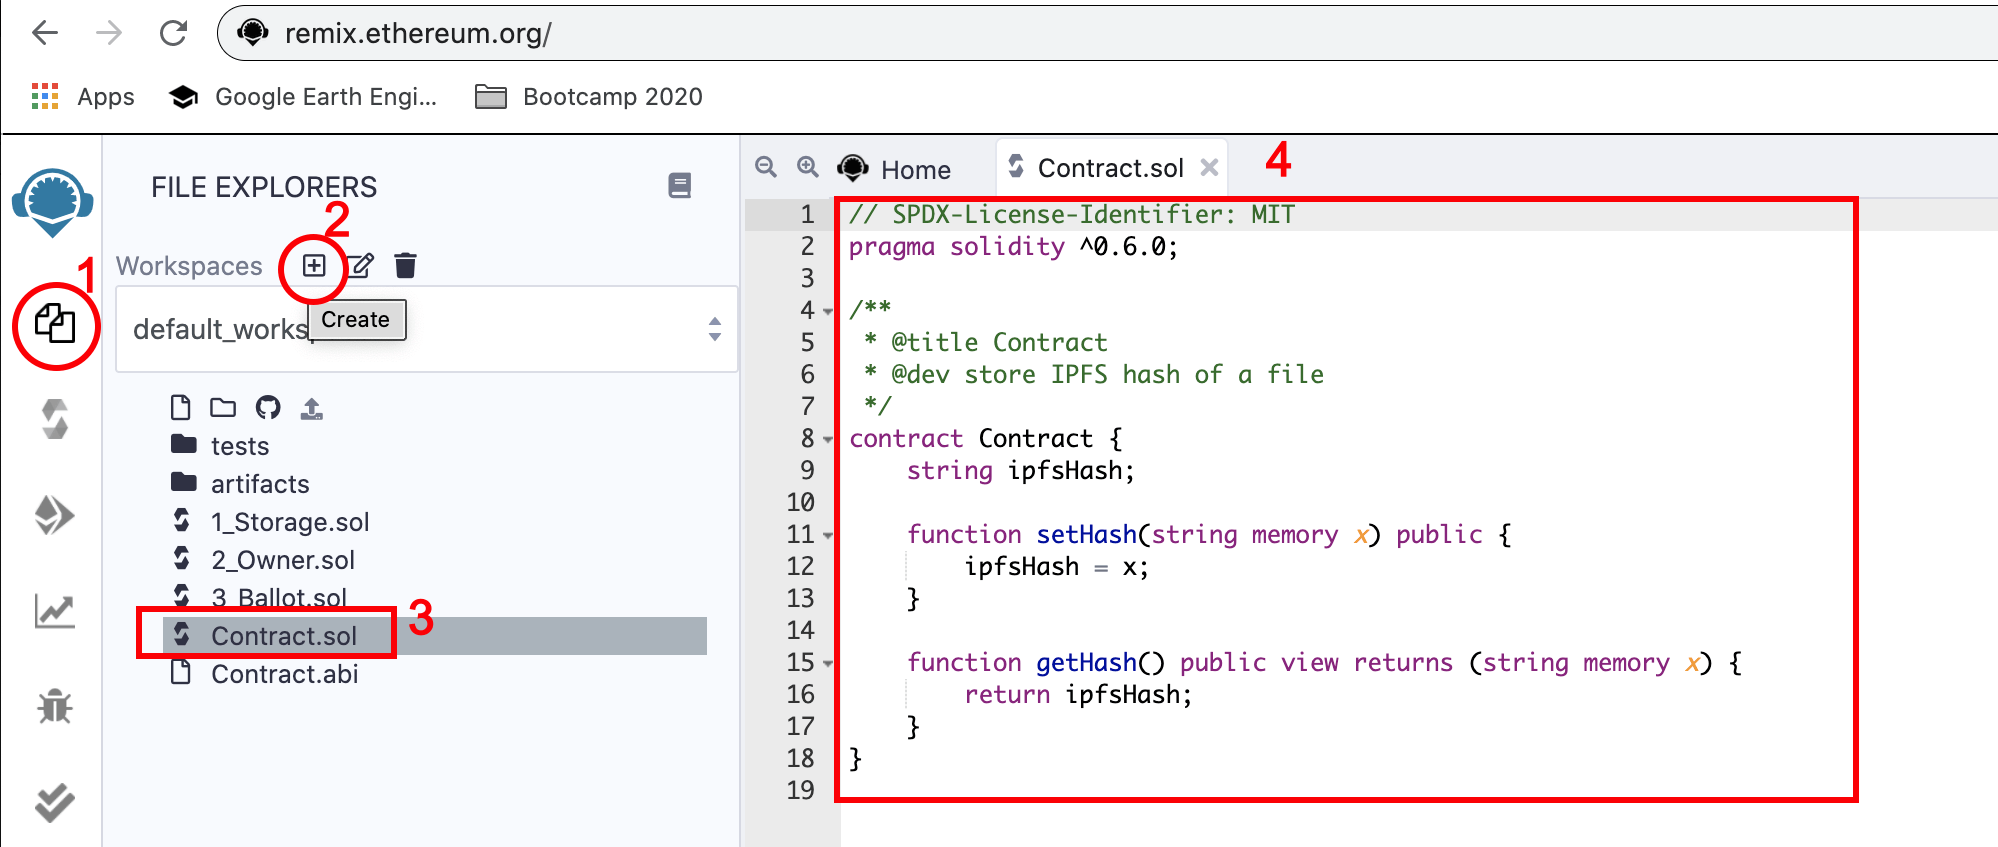 remix.ethereum.org/
Apps
Google Earth Engi...
Bootcamp 2020
FILE EXPLORERS
2
Workspaces
1
Create
default_works
tests
artifacts
1_Storage.sol
2_Owner.sol
3_Ballot.sol
Contract.sol
3
Contract.abi
Home
Contract.sol
4
1 // SPDX-License-Identifier: MIT
2 pragma solidity ^0.6.0;
3
4 /**
5 * @title Contract
6 * @dev store IPFS hash of a file
7 */
8 contract Contract {
9 string ipfsHash;
10
11 function setHash(string memory x) public {
12 ipfsHash = x;
13 }
14
15 function getHash() public view returns (string memory x) {
16 return ipfsHash;
17 }
18 }
19